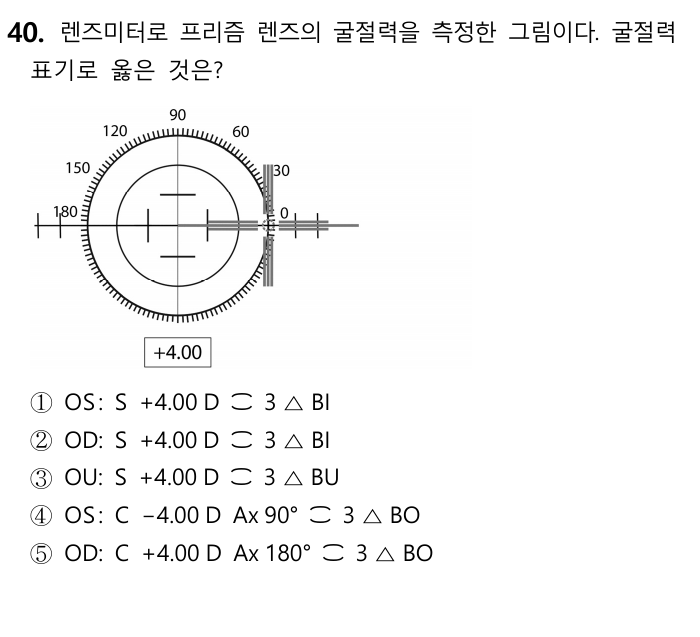 40. 렌즈미터로 프리즘 렌즈의 굴절력을 측정한 그림이다. 굴절력
표기로 옳은 것은?
90
120
60
150
30
180
0
+4.00
① OS: S +4.00 D ⁐ 3 △ BI
② OD: S +4.00 D ⁐ 3 △ BI
③ OU: S +4.00 D ⁐ 3 △ BU
④ OS: C −4.00 D Ax 90° ⁐ 3 △ BO
⑤ OD: C +4.00 D Ax 180° ⁐ 3 △ BO